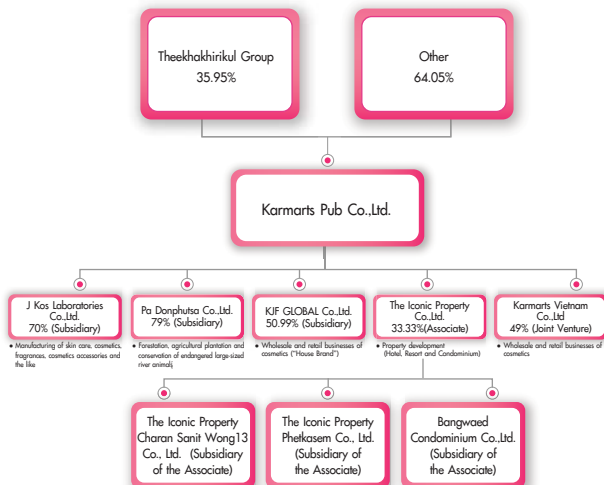 Theekhakhirikul Group
35.95%
Other
64.05%
Karmarts Pub Co.,Ltd.
J Kos Laboratories
Co.,Ltd.
70% (Subsidiary)
• Manufacturing of skin care, cosmetics,
fragrances, cosmetics accessories and
the like
Pa Donphutsa Co.,Ltd.
79% (Subsidiary)
• Forestation, agricultural plantation and
conservation of endangered large-sized
river animals
KJF GLOBAL Co.,Ltd.
50.99% (Subsidiary)
• Wholesale and retail businesses of
cosmetics ("House Brand")
The Iconic Property
Co.,Ltd.
33.33%(Associate)
• Property development
(Hotel, Resort and Condominium)
Karmarts Vietnam
Co.,Ltd
49% (Joint Venture)
• Wholesale and retail businesses of
cosmetics
The Iconic Property
Charan Sanit Wong13
Co., Ltd. (Subsidiary
of the Associate)
The Iconic Property
Phetkasem Co., Ltd.
(Subsidiary of
the Associate)
Bangwaed
Condominium Co.,Ltd.
(Subsidiary of
the Associate)